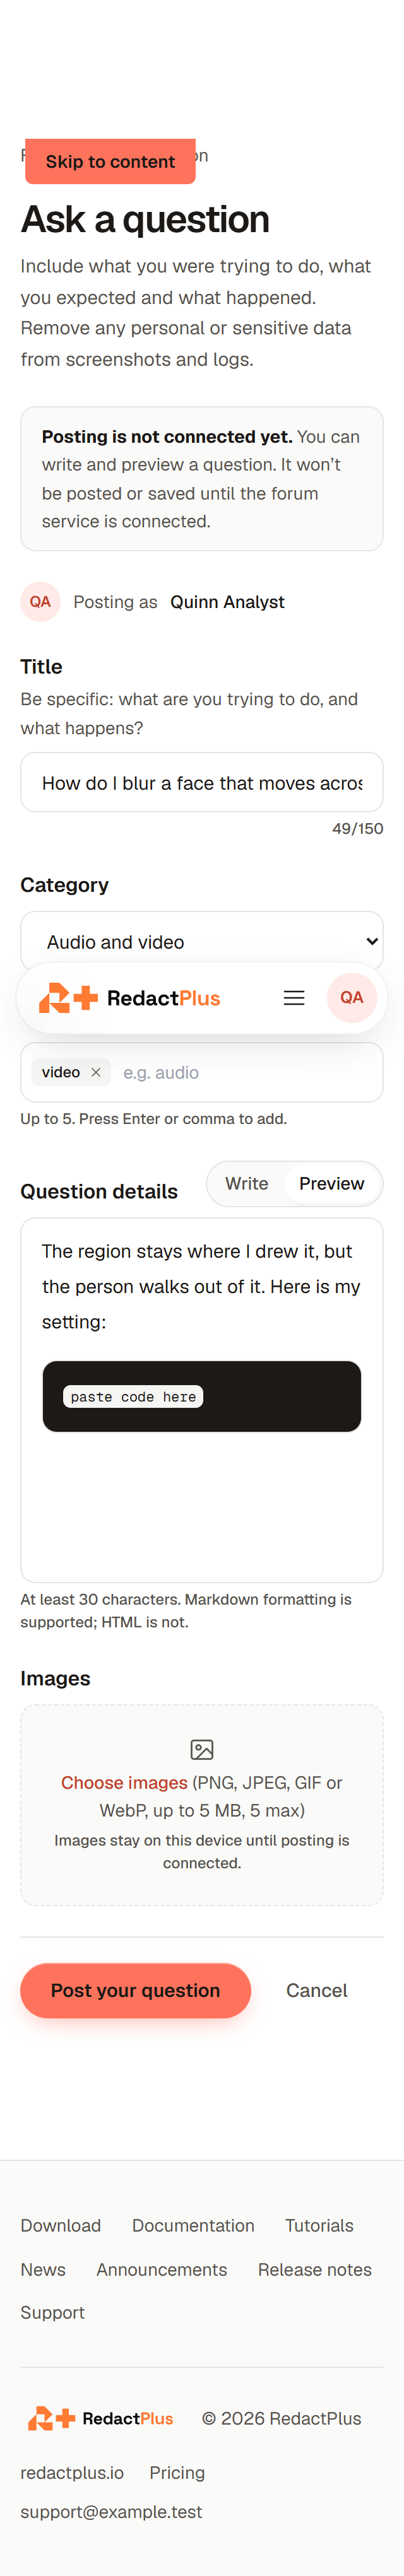 Skip to content
on
Ask a question
Include what you were trying to do, what
you expected and what happened.
Remove any personal or sensitive data
from screenshots and logs.
Posting is not connected yet. You can
write and preview a question. It won’t
be posted or saved until the forum
service is connected.
QA Posting as Quinn Analyst
Title
Be specific: what are you trying to do, and
what happens?
How do I blur a face that moves acros
49/150
Category
Audio and video
RedactPlus QA
video × e.g. audio
Up to 5. Press Enter or comma to add.
Question details Write Preview
The region stays where I drew it, but
the person walks out of it. Here is my
setting:
paste code here
At least 30 characters. Markdown formatting is
supported; HTML is not.
Images
Choose images (PNG, JPEG, GIF or
WebP, up to 5 MB, 5 max)
Images stay on this device until posting is
connected.
Post your question Cancel
Download Documentation Tutorials
News Announcements Release notes
Support
RedactPlus © 2026 RedactPlus
redactplus.io Pricing
support@example.test